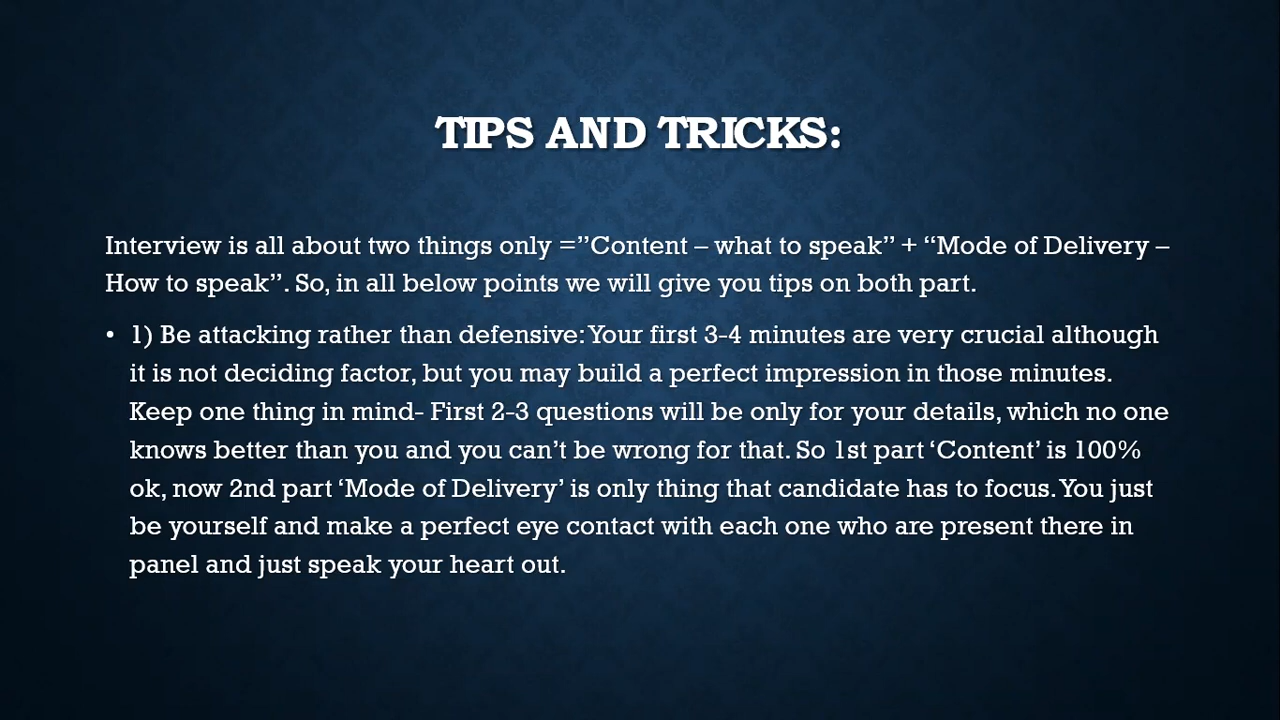 TIPS AND TRICKS:
Interview is all about two things only =”Content – what to speak” + “Mode of Delivery –
How to speak”. So, in all below points we will give you tips on both part.
• 1) Be attacking rather than defensive: Your first 3-4 minutes are very crucial although
it is not deciding factor, but you may build a perfect impression in those minutes.
Keep one thing in mind- First 2-3 questions will be only for your details, which no one
knows better than you and you can’t be wrong for that. So 1st part ‘Content’ is 100%
ok, now 2nd part ‘Mode of Delivery’ is only thing that candidate has to focus. You just
be yourself and make a perfect eye contact with each one who are present there in
panel and just speak your heart out.